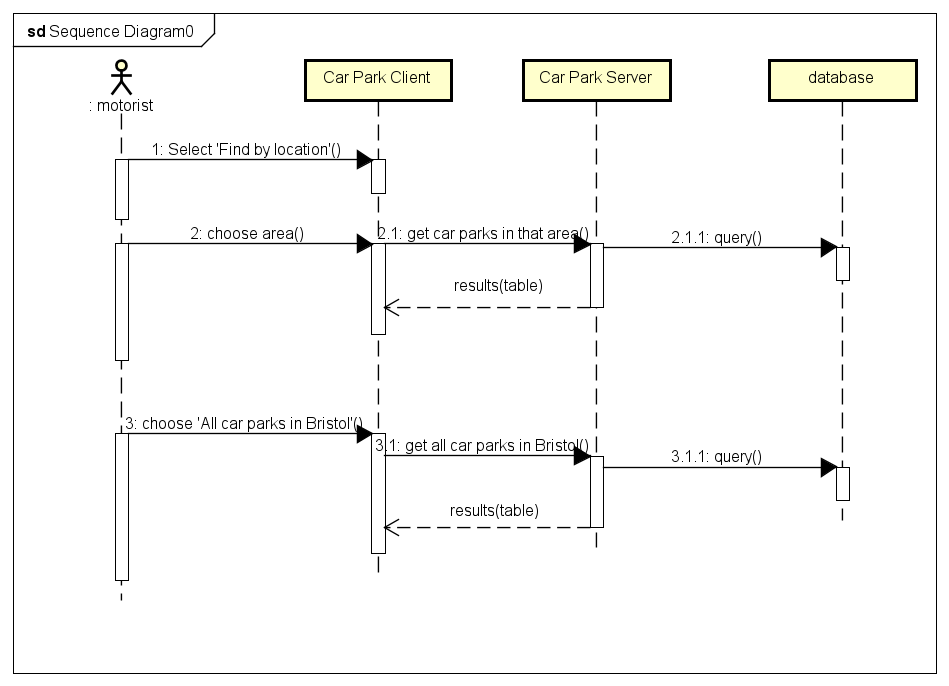 sd Sequence Diagram0
: motorist
Car Park Client
Car Park Server
database
1: Select 'Find by location'()
2: choose area()
2.1: get car parks in that area()
2.1.1: query()
results(table)
3: choose 'All car parks in Bristol'()
3.1: get all car parks in Bristol()
3.1.1: query()
results(table)